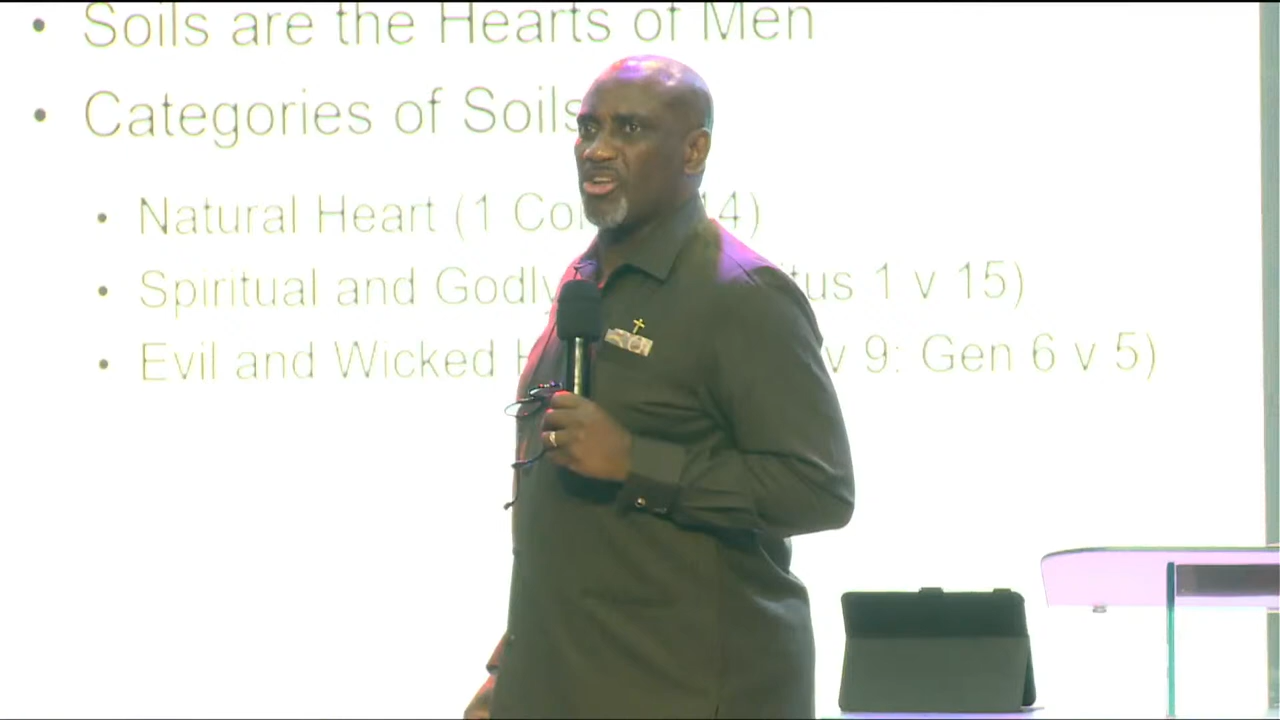 • Soils are the Hearts of Men
• Categories of Soils
• Natural Heart (1 Co 14)
• Spiritual and Godly itus 1 v 15)
• Evil and Wicked v 9: Gen 6 v 5)